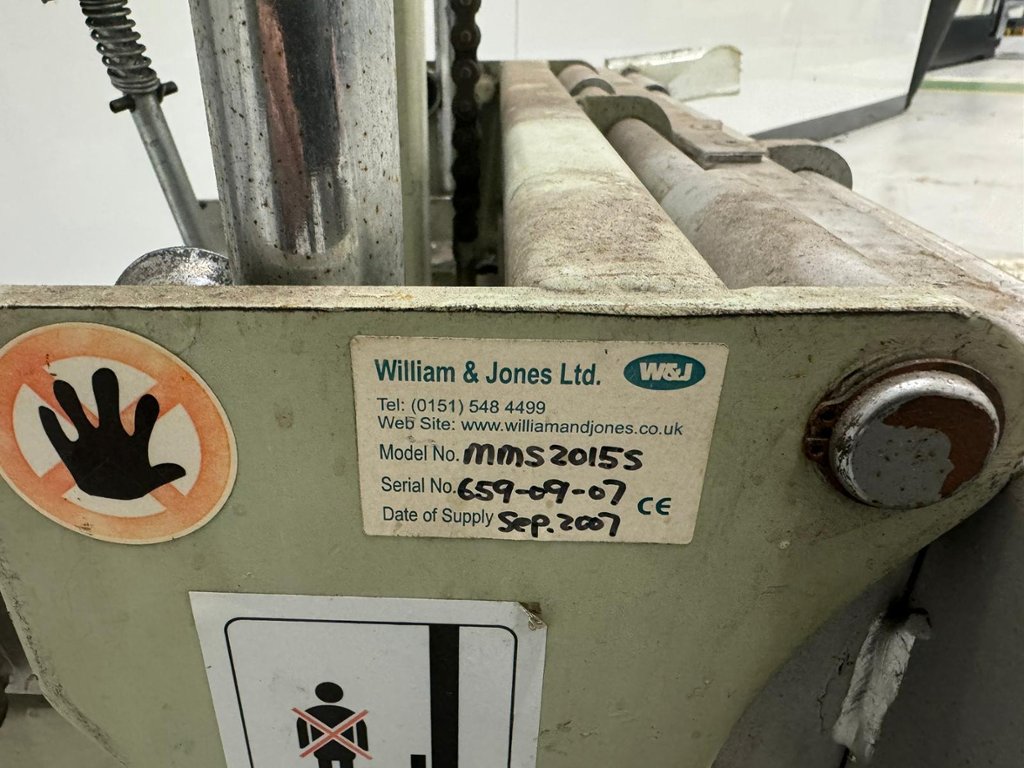 William & Jones Ltd. W&J
Tel: (0151) 548 4499
Web Site: www.williamandjones.co.uk
Model No. MMS2015S
Serial No. 659-09-07
Date of Supply Sep. 2007 CE